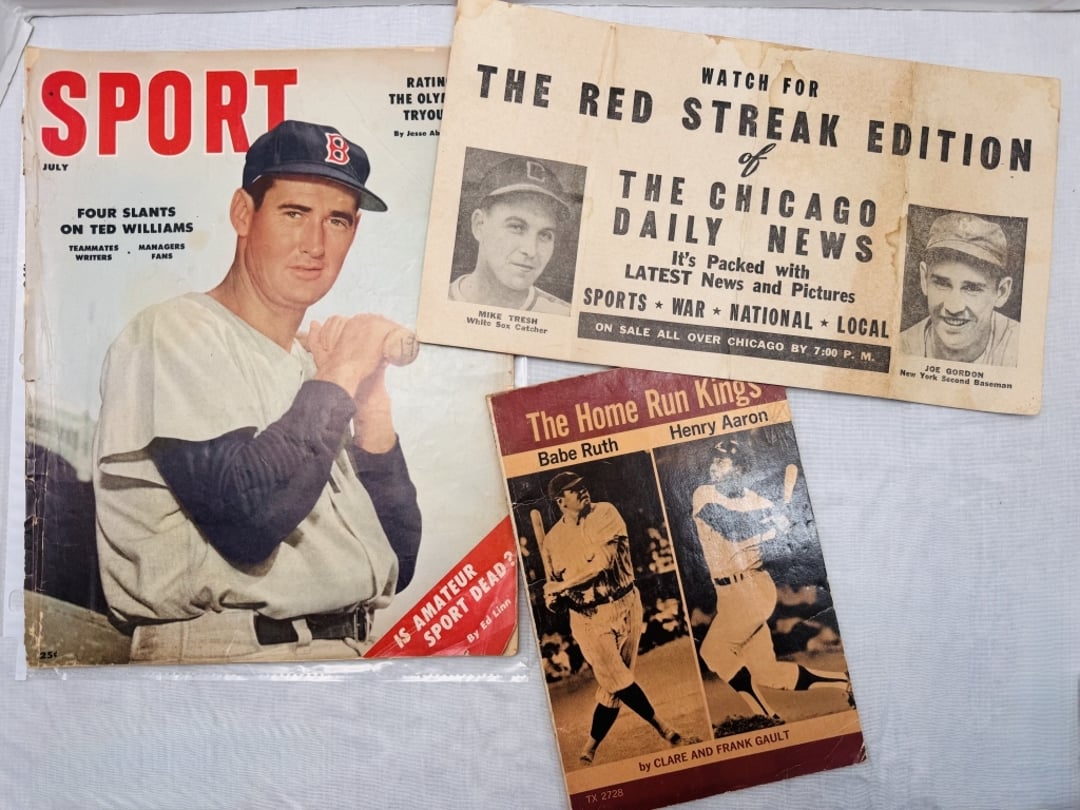 SPORT
JULY
FOUR SLANTS
ON TED WILLIAMS
TEAMMATES • MANAGERS
WRITERS FANS
THE
By Jesse
B
IS AMATEUR
SPORT DEAD?
By Ed Linn
25¢
WATCH FOR
THE RED STREAK EDITION
of
THE CHICAGO
DAILY NEWS
It's Packed with
LATEST News and Pictures
SPORTS ★ WAR ★ NATIONAL ★ LOCAL
ON SALE ALL OVER CHICAGO BY 7:00 P. M.
MIKE TRESH
White Sox Catcher
JOE GORDON
New York Second Baseman
The Home Run Kings
Babe Ruth
Henry Aaron
by CLARE AND FRANK GAULT
TX 2728